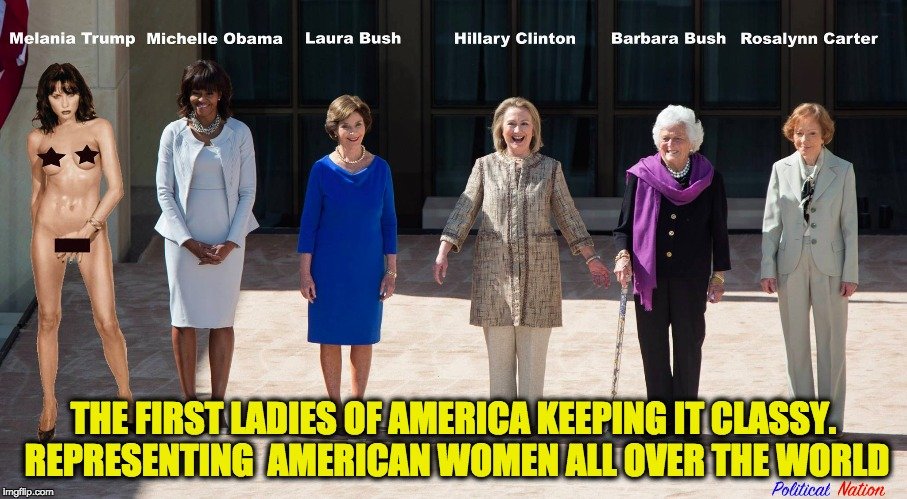 Melania Trump Michelle Obama Laura Bush Hillary Clinton Barbara Bush Rosalynn Carter
THE FIRST LADIES OF AMERICA KEEPING IT CLASSY.
REPRESENTING AMERICAN WOMEN ALL OVER THE WORLD
Political Nation
imgflip.com